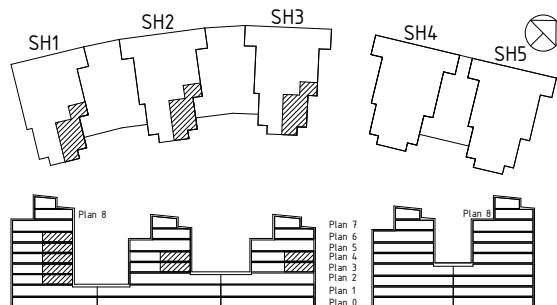 SH1
SH2
SH3
SH4
SH5
Plan 8
Plan 7
Plan 6
Plan 5
Plan 4
Plan 3
Plan 2
Plan 1
Plan 0
Plan 8